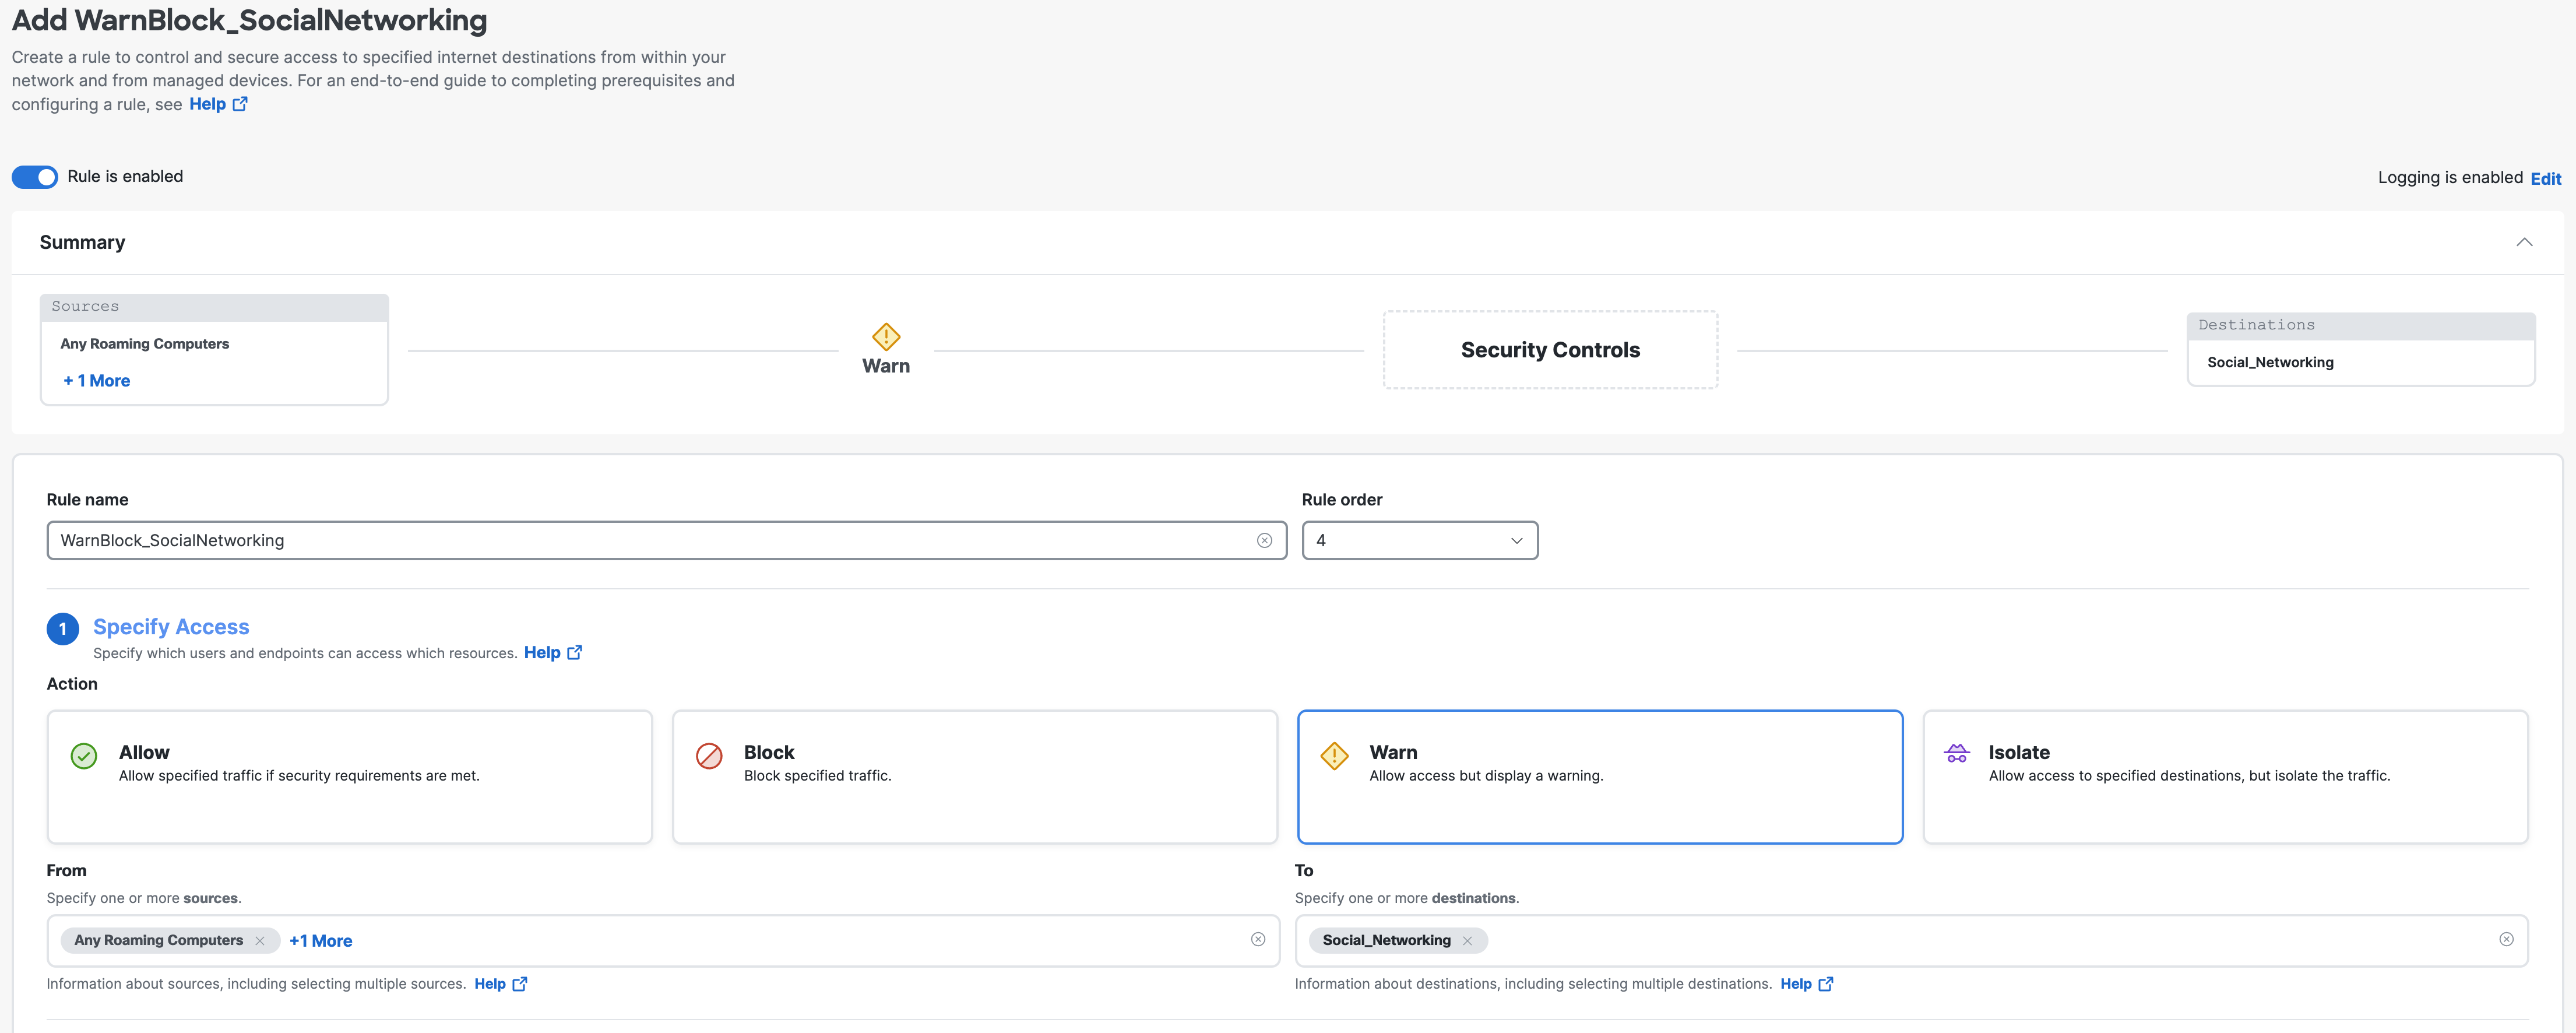 Add WarnBlock_SocialNetworking
Create a rule to control and secure access to specified internet destinations from within your
network and from managed devices. For an end-to-end guide to completing prerequisites and
configuring a rule, see Help
Rule is enabled
Logging is enabled Edit
Summary
Sources
Any Roaming Computers
+ 1 More
Warn
Security Controls
Destinations
Social_Networking
Rule name
Rule order
WarnBlock_SocialNetworking
4
1 Specify Access
Specify which users and endpoints can access which resources. Help
Action
Allow
Allow specified traffic if security requirements are met.
Block
Block specified traffic.
Warn
Allow access but display a warning.
Isolate
Allow access to specified destinations, but isolate the traffic.
From
Specify one or more sources.
Any Roaming Computers +1 More
Information about sources, including selecting multiple sources. Help
To
Specify one or more destinations.
Social_Networking
Information about destinations, including selecting multiple destinations. Help